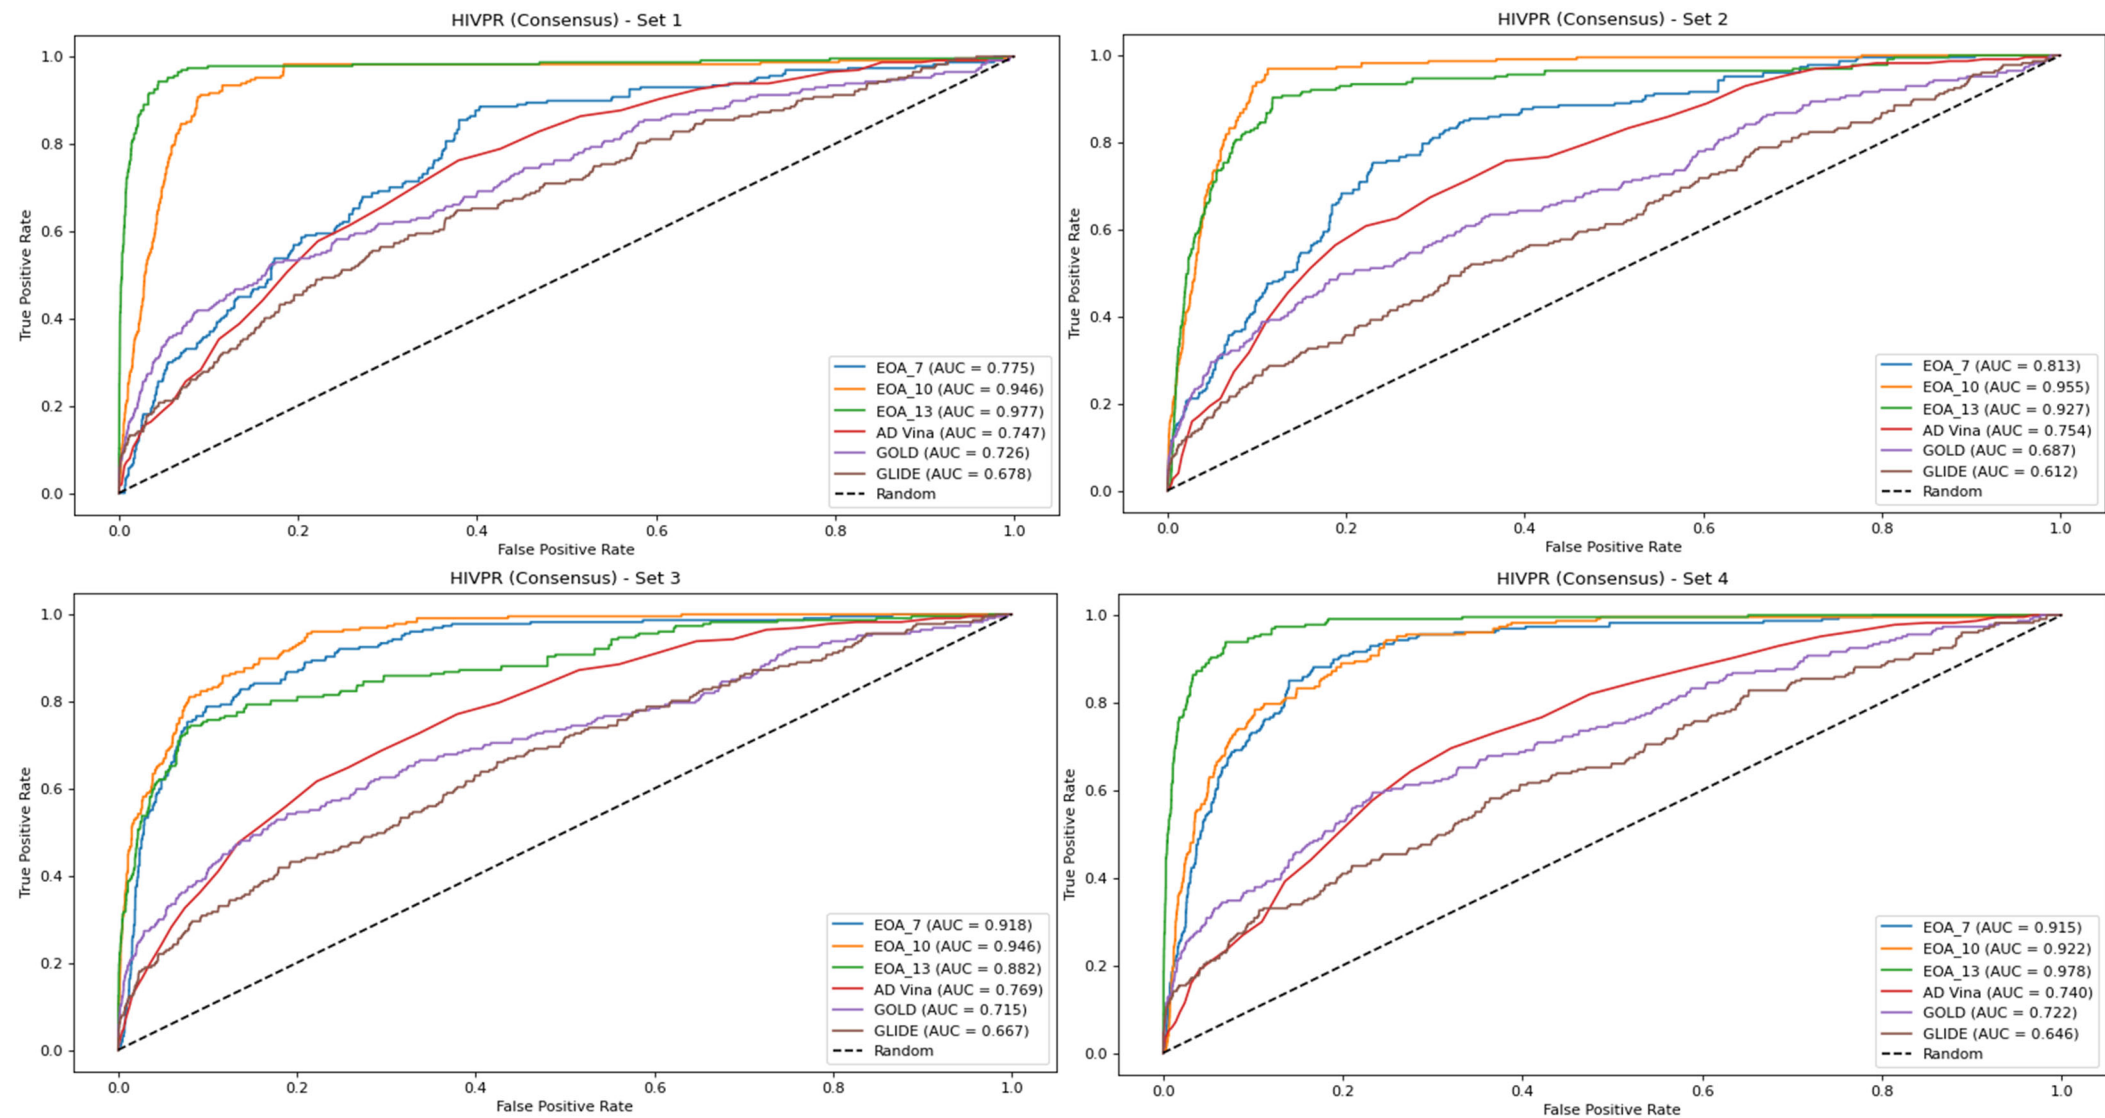 HIVPR (Consensus) - Set 1
True Positive Rate
1.0
0.8
0.6
0.4
0.2
0.0
EOA_7 (AUC = 0.775)
EOA_10 (AUC = 0.946)
EOA_13 (AUC = 0.977)
AD Vina (AUC = 0.747)
GOLD (AUC = 0.726)
GLIDE (AUC = 0.678)
Random
0.0 0.2 0.4 0.6 0.8 1.0
False Positive Rate
HIVPR (Consensus) - Set 2
True Positive Rate
1.0
0.8
0.6
0.4
0.2
0.0
EOA_7 (AUC = 0.813)
EOA_10 (AUC = 0.955)
EOA_13 (AUC = 0.927)
AD Vina (AUC = 0.754)
GOLD (AUC = 0.687)
GLIDE (AUC = 0.612)
Random
0.0 0.2 0.4 0.6 0.8 1.0
False Positive Rate
HIVPR (Consensus) - Set 3
True Positive Rate
1.0
0.8
0.6
0.4
0.2
0.0
EOA_7 (AUC = 0.918)
EOA_10 (AUC = 0.946)
EOA_13 (AUC = 0.882)
AD Vina (AUC = 0.769)
GOLD (AUC = 0.715)
GLIDE (AUC = 0.667)
Random
0.0 0.2 0.4 0.6 0.8 1.0
False Positive Rate
HIVPR (Consensus) - Set 4
True Positive Rate
1.0
0.8
0.6
0.4
0.2
0.0
EOA_7 (AUC = 0.915)
EOA_10 (AUC = 0.922)
EOA_13 (AUC = 0.978)
AD Vina (AUC = 0.740)
GOLD (AUC = 0.722)
GLIDE (AUC = 0.646)
Random
0.0 0.2 0.4 0.6 0.8 1.0
False Positive Rate